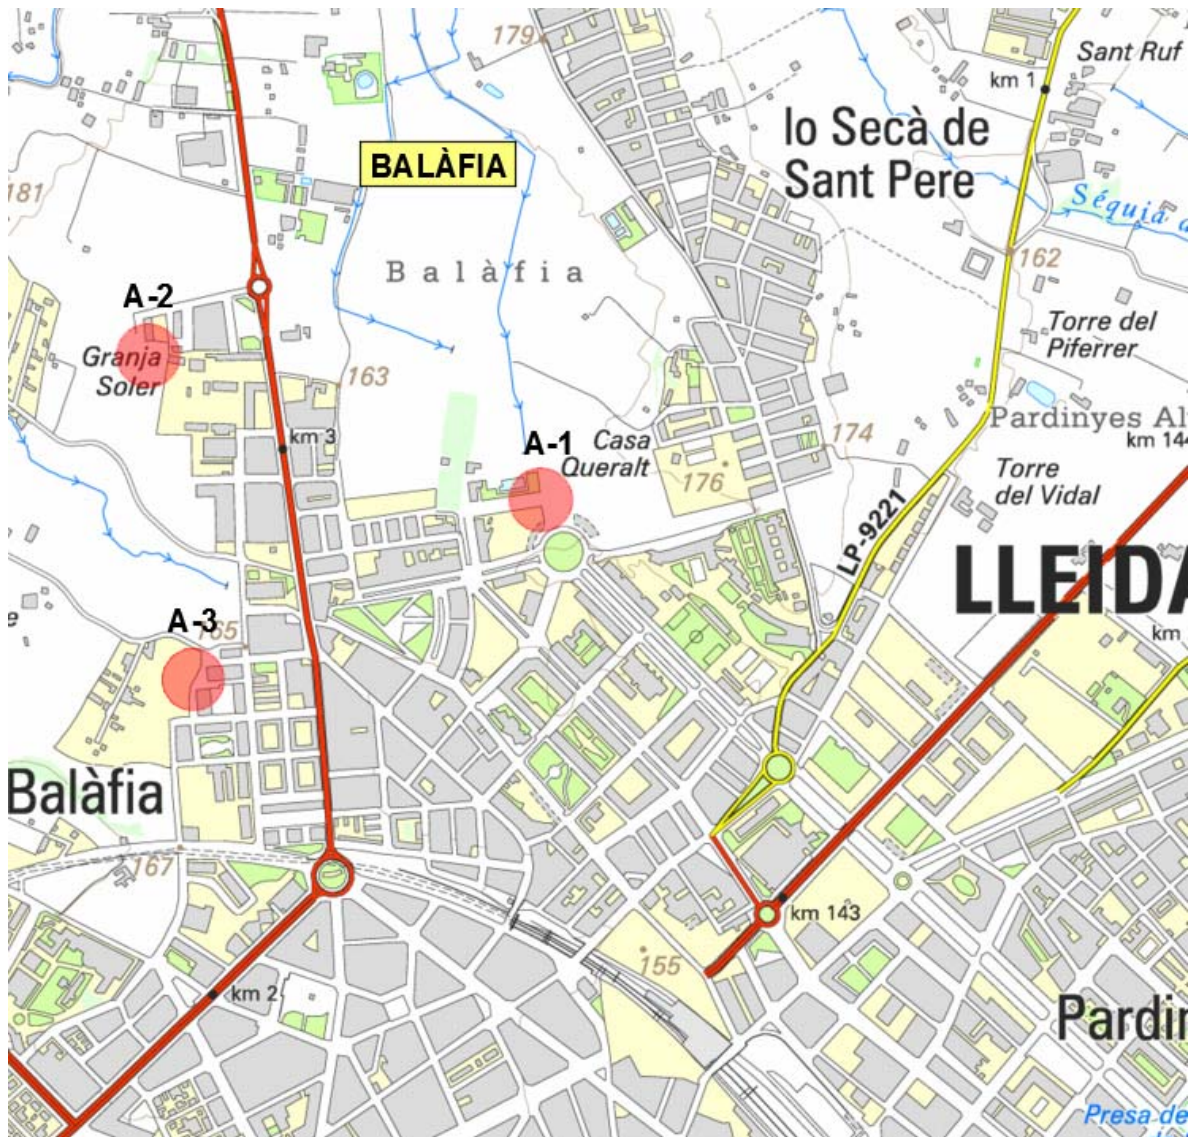 179
Sant Ruf
km 1
lo Secà de
Sant Pere
BALÀFIA
181
Séquia d
162
Balàfia
A-2
Torre del
Piferrer
Granja
Soler
163
Pardinyes Al
km 3
A-1
Casa
Queralt
174
km 144
176
Torre
del Vidal
LP-9221
LLEIDA
A-3
165
km
Balàfia
167
km 143
155
km 2
Pardin
Presa de